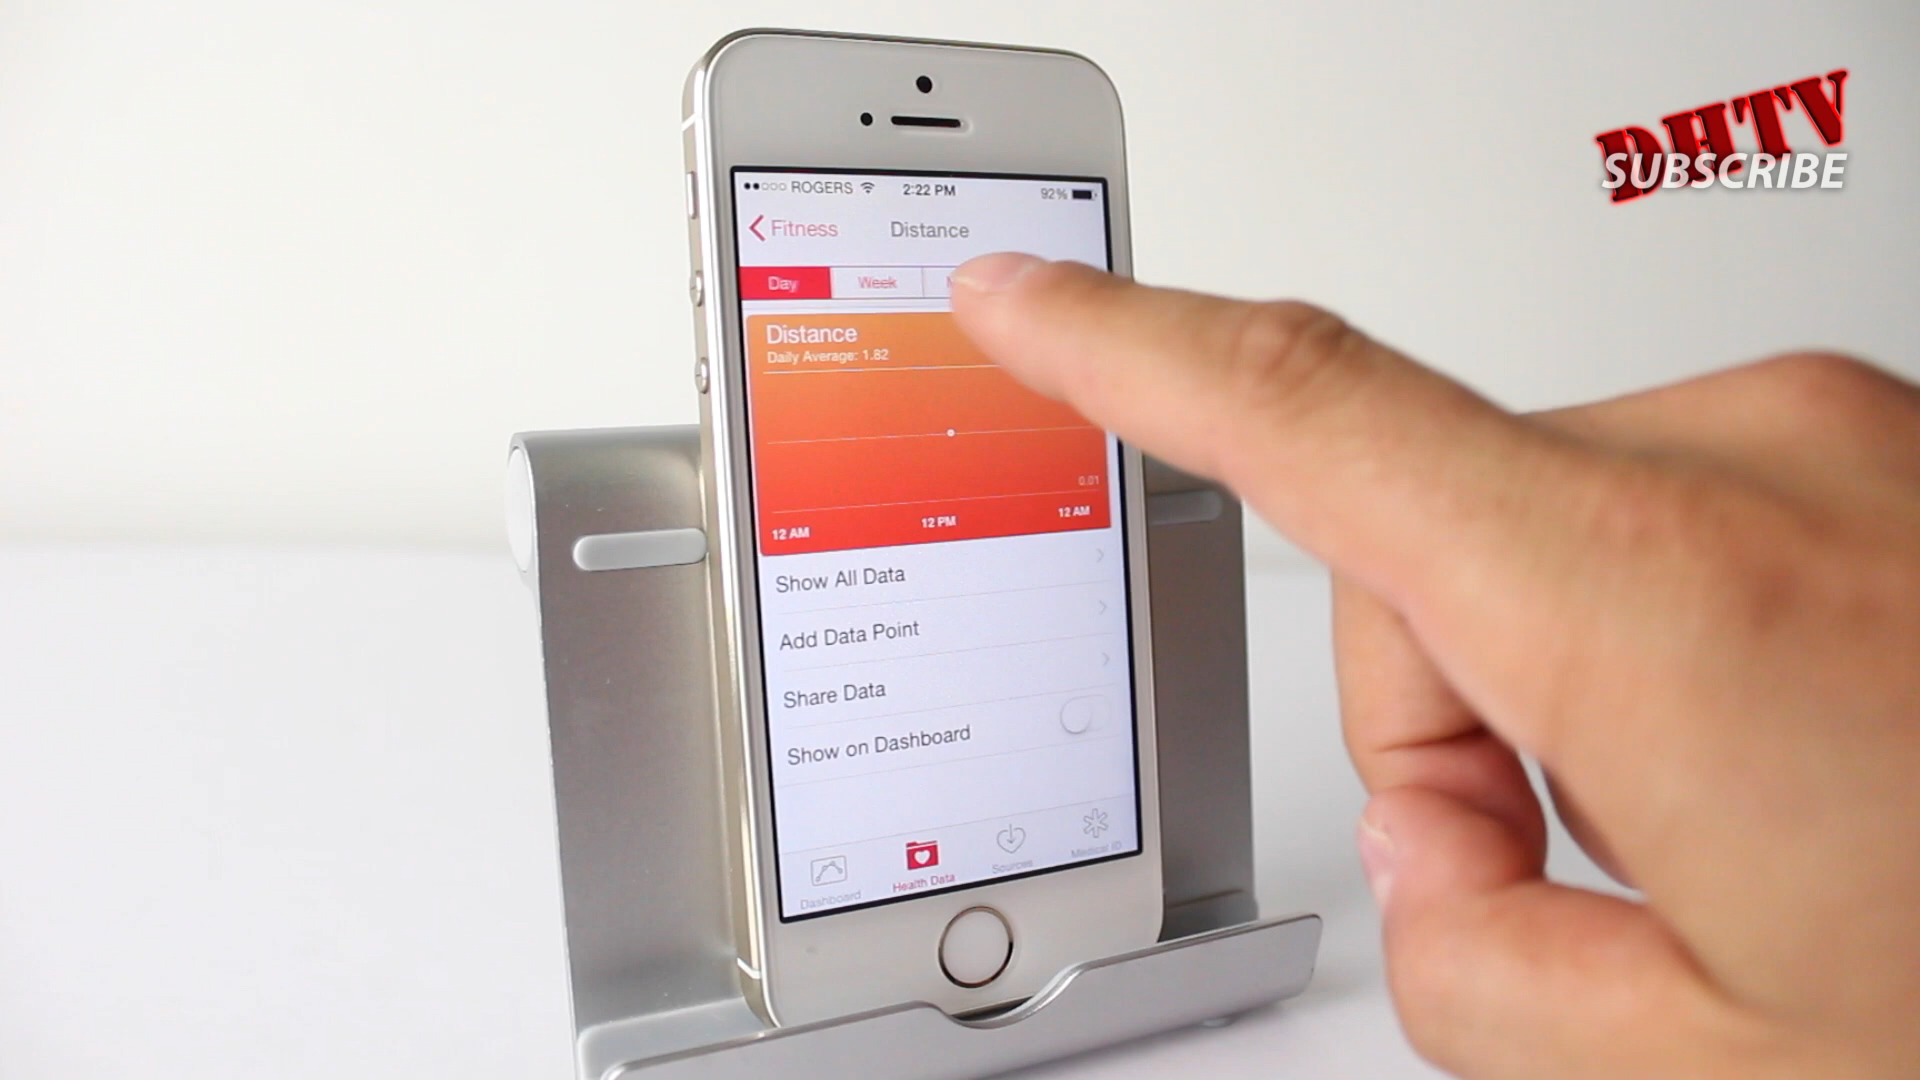 DHTV
SUBSCRIBE
ROGERS 2:22 PM 92%
Fitness Distance
Day Week
Distance
Daily Average: 1.82
0.01
12 AM 12 PM 12 AM
Show All Data
Add Data Point
Share Data
Show on Dashboard
Dashboard Health Data Sources Medical ID